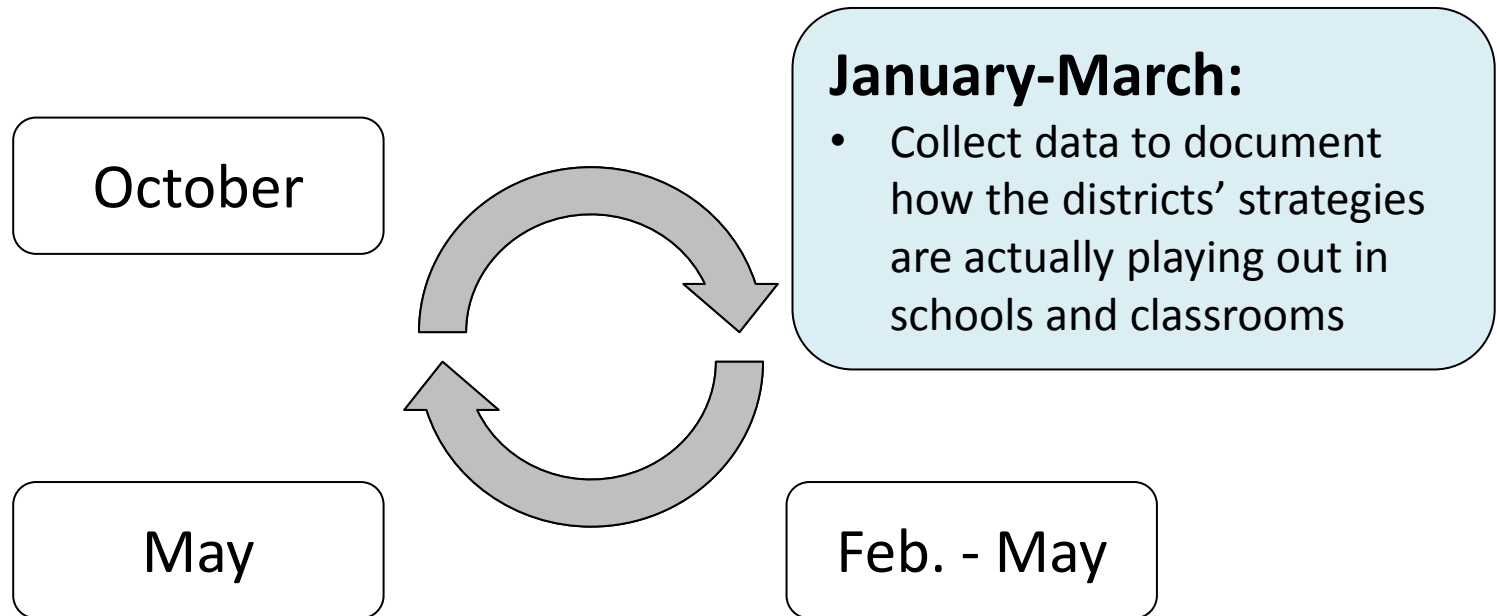 October
January-March:
• Collect data to document
how the districts’ strategies
are actually playing out in
schools and classrooms
May
Feb. - May